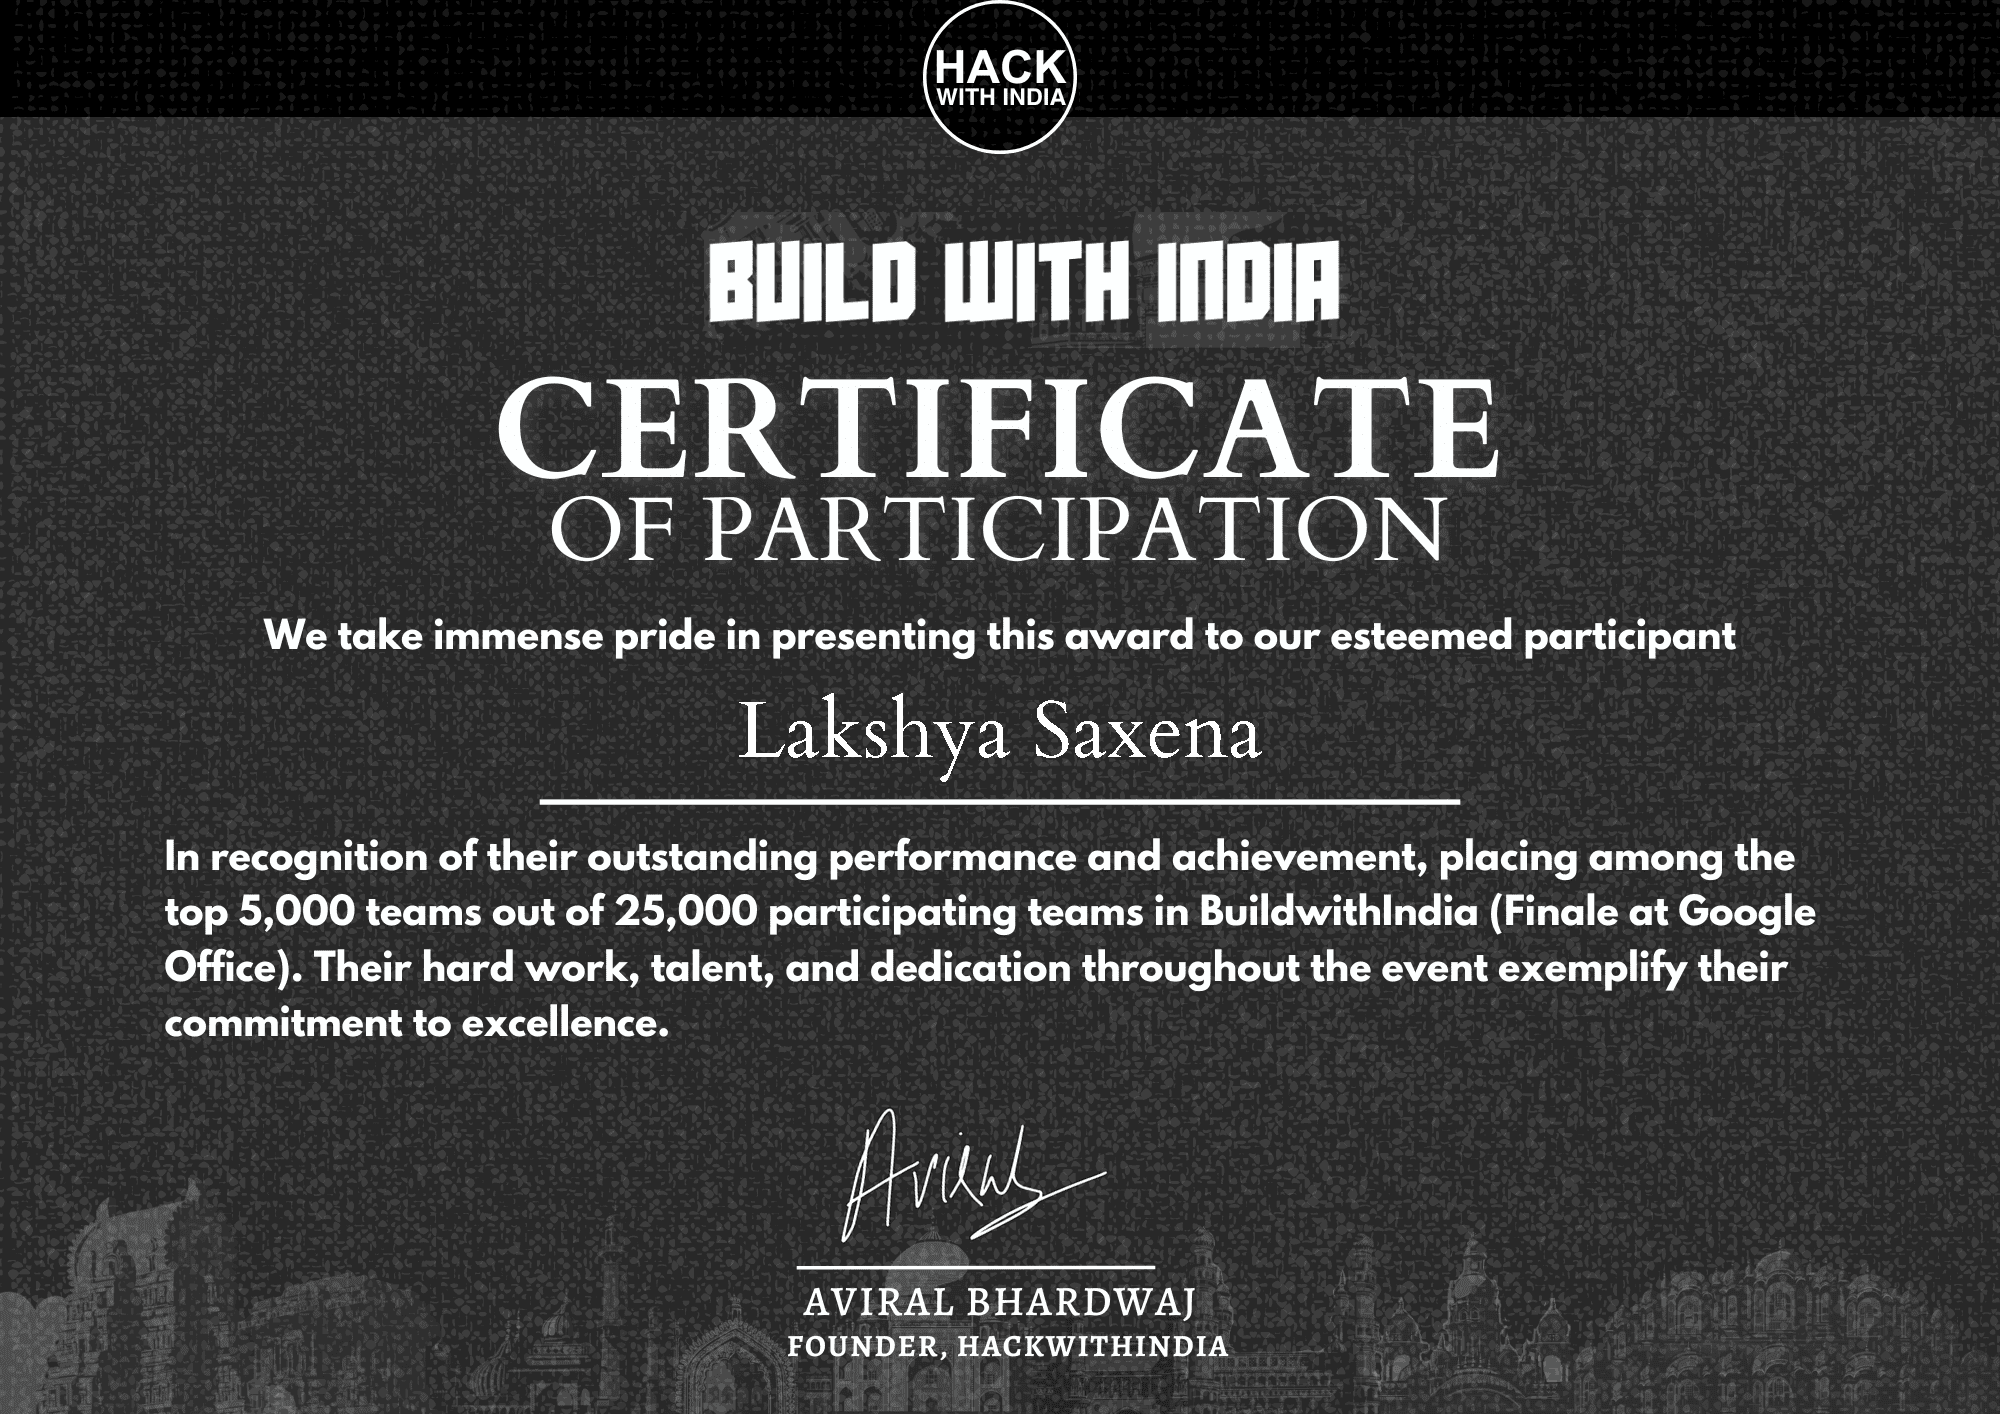 HACK
WITH INDIA
BUILD WITH INDIA
CERTIFICATE
OF PARTICIPATION
We take immense pride in presenting this award to our esteemed participant
Lakshya Saxena
In recognition of their outstanding performance and achievement, placing among the
top 5,000 teams out of 25,000 participating teams in BuildwithIndia (Finale at Google
Office). Their hard work, talent, and dedication throughout the event exemplify their
commitment to excellence.
Aviral
AVIRAL BHARDWAJ
FOUNDER, HACKWITHINDIA